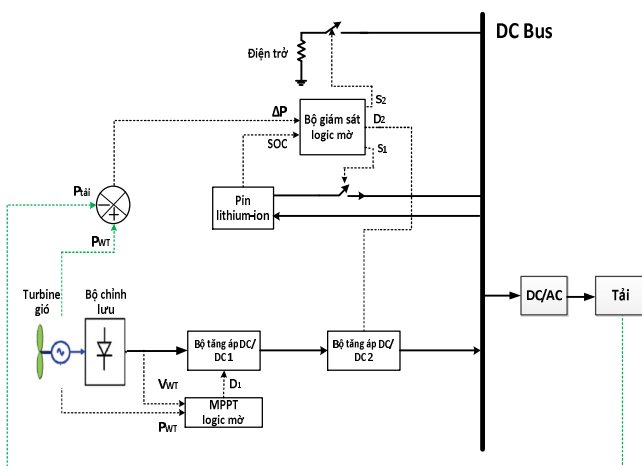 DC Bus
Điện trở
S2
ΔP
Bộ giám sát
logic mờ
D2
SOC
S1
Ptải
Pin
lithium-ion
PWT
Turbine
gió
Bộ chỉnh
lưu
DC/AC
Tải
Bộ tăng áp DC/
DC1
Bộ tăng áp DC/
DC 2
VWT
D1
MPPT
logic mờ
PWT